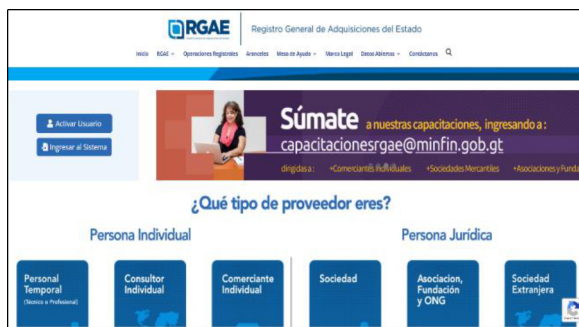 RGAE
Registro General de Adquisiciones del Estado
Inicio RGAE Operaciones Registrales Aranceles Mesa de Ayuda Marco Legal Datos Abiertos Contáctanos
Activar Usuario
Ingresar al Sistema
Súmate a nuestras capacitaciones, ingresando a:
capacitacionesrgae@minfin.gob.gt
dirigidas a: +Comerciantes Individuales +Sociedades Mercantiles +Asociaciones y Funda
¿Qué tipo de proveedor eres?
Persona Individual
Persona Jurídica
Personal Temporal
(Técnico o Profesional)
Consultor Individual
Comerciante Individual
Sociedad
Asociacion, Fundación y ONG
Sociedad Extranjera